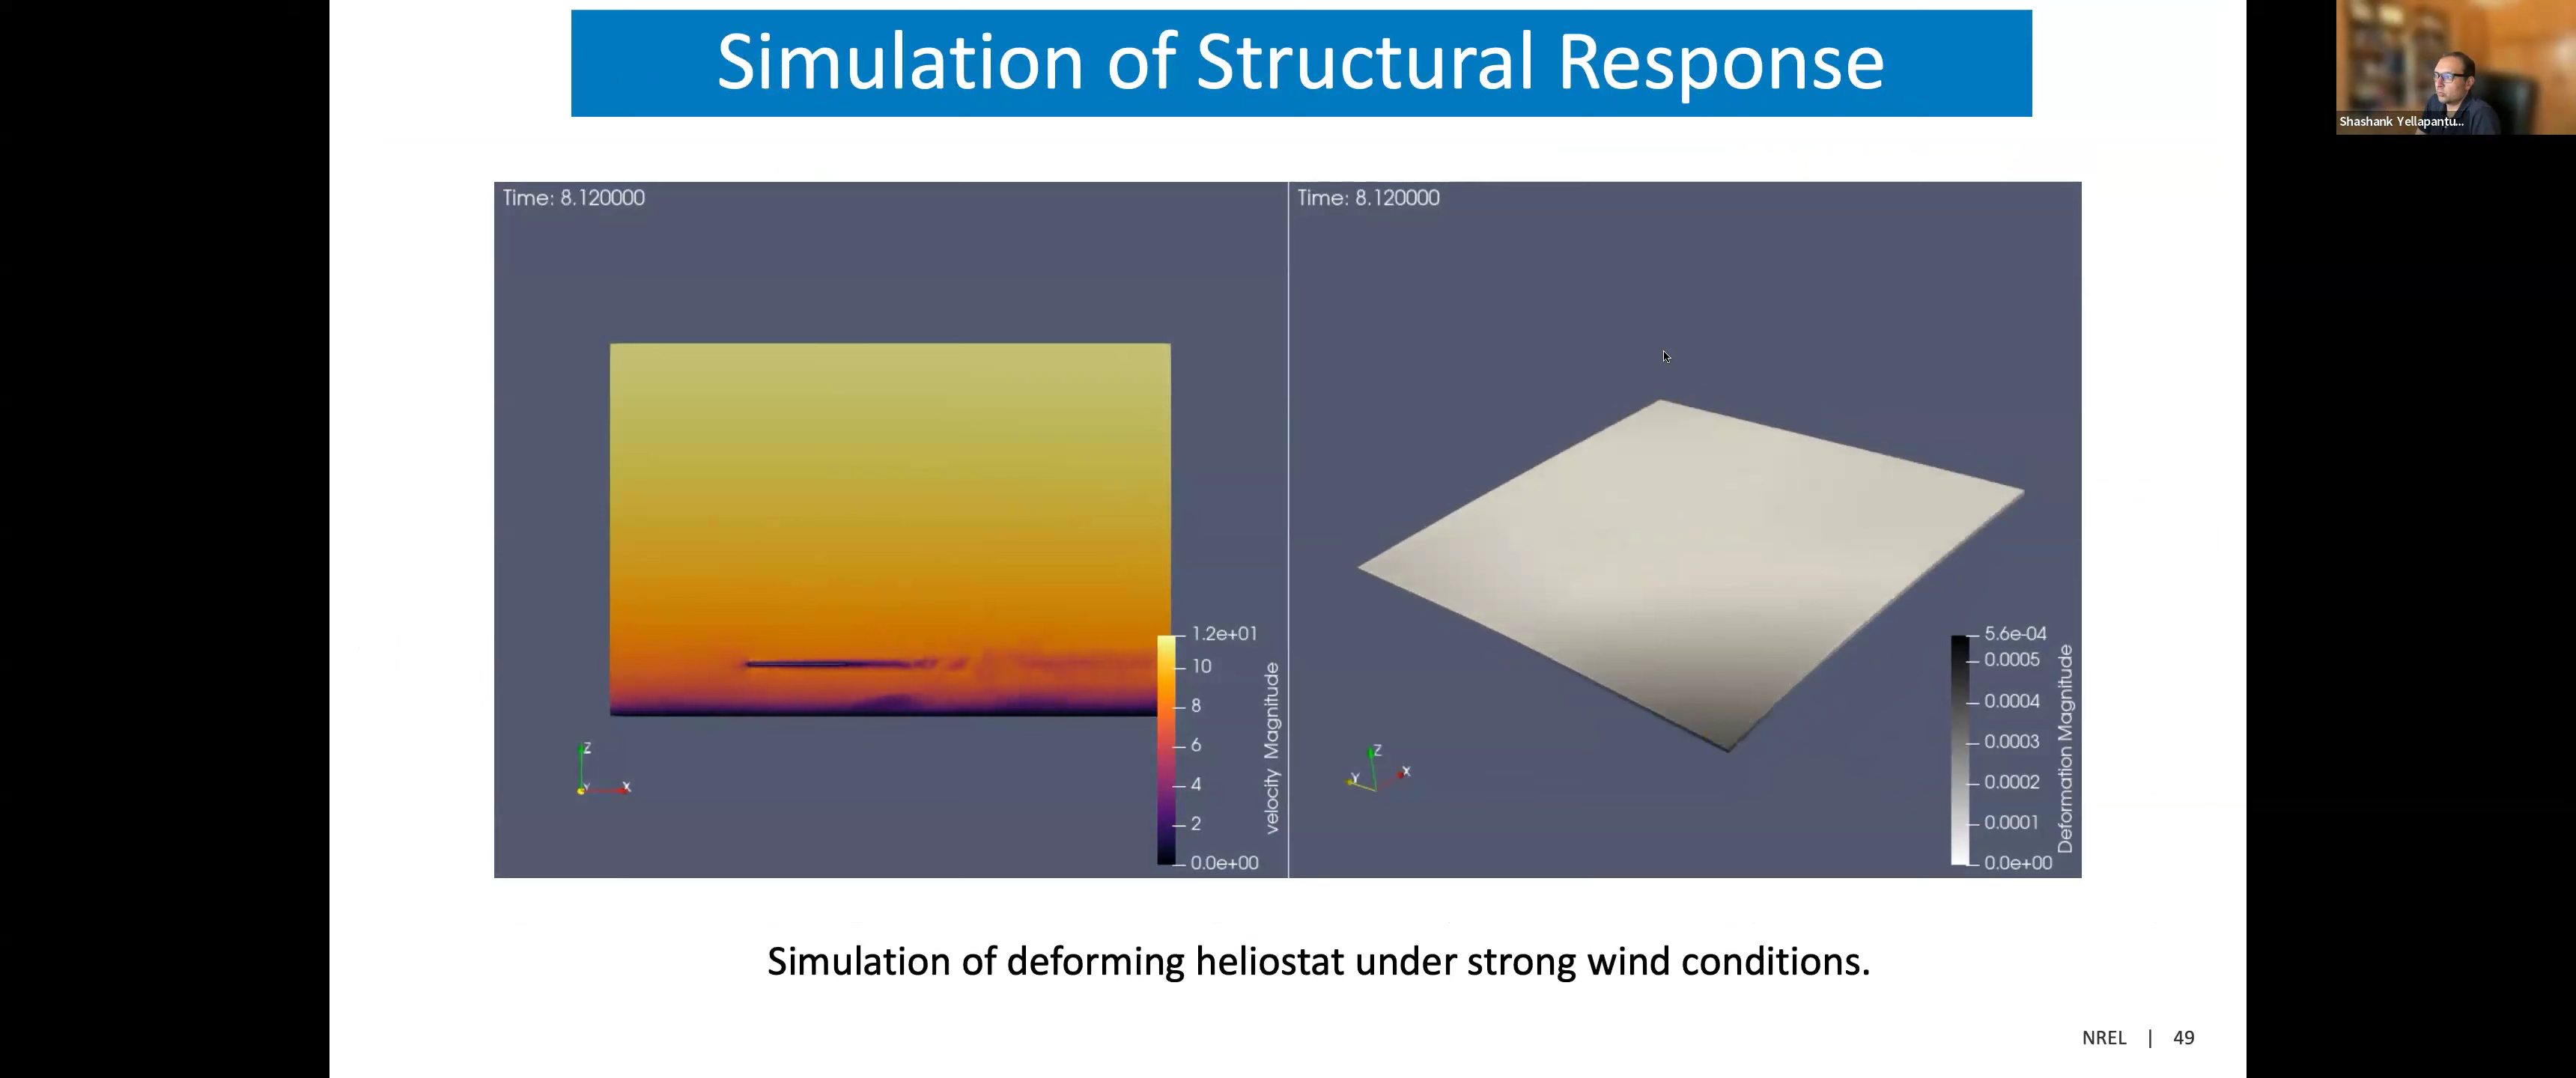 Simulation of Structural Response
Shashank Yellapantu...
Time: 8.120000
Time: 8.120000
1.2e+01
10
8
6
4
2
0.0e+00
velocity Magnitude
Z
Y
X
5.6e-04
0.0005
0.0004
0.0003
0.0002
0.0001
0.0e+00
Deformation Magnitude
Z
Y
X
Simulation of deforming heliostat under strong wind conditions.
NREL | 49